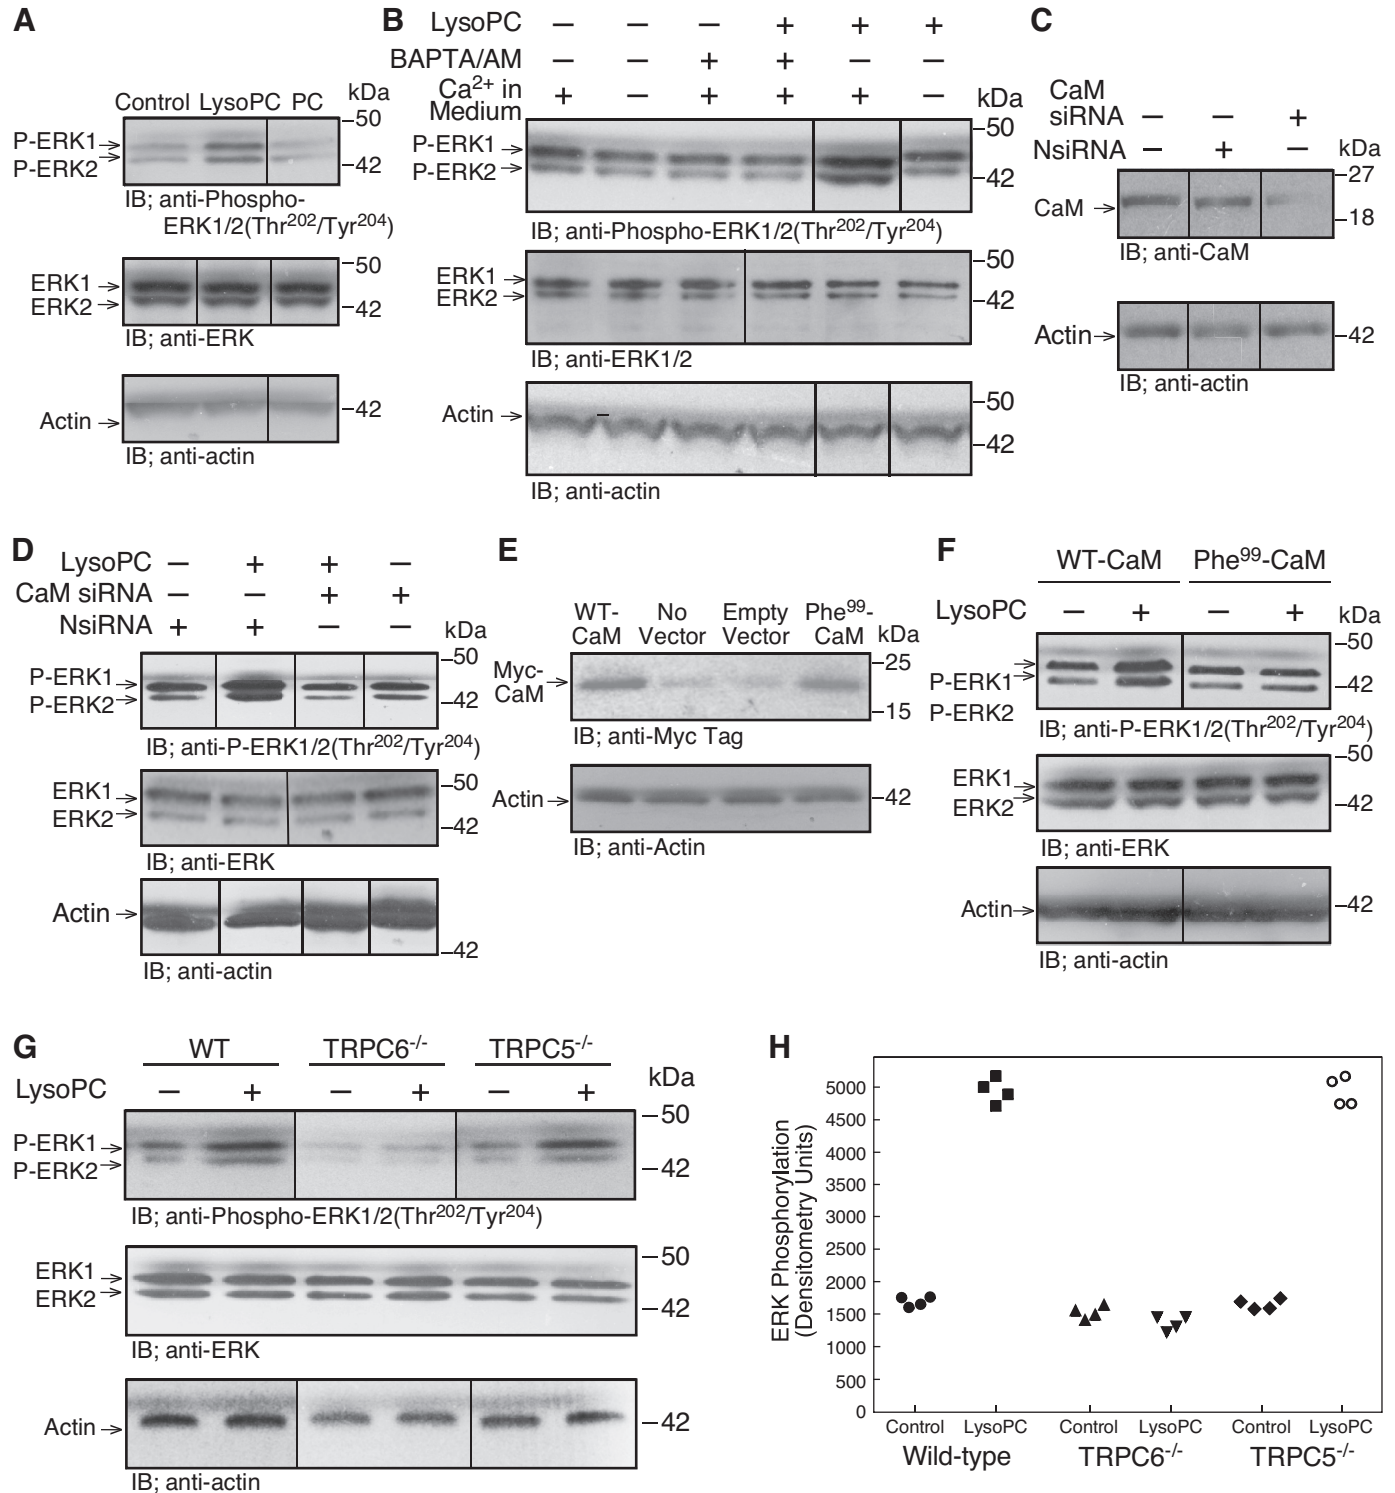 A
Control LysoPC PC
kDa
P-ERK1
P-ERK2
50
42
IB; anti-Phospho-
ERK1/2(Thr202/Tyr204)
ERK1
ERK2
50
42
IB; anti-ERK
Actin
42
IB; anti-actin
B
LysoPC − − − + + +
BAPTA/AM − − + + − −
Ca2+ in
Medium + − + + + −
kDa
P-ERK1
P-ERK2
50
42
IB; anti-Phospho-ERK1/2(Thr202/Tyr204)
ERK1
ERK2
50
42
IB; anti-ERK1/2
Actin
50
42
IB; anti-actin
C
CaM
siRNA − − +
NsiRNA − + −
kDa
CaM
27
18
IB; anti-CaM
Actin
42
IB; anti-actin
D
LysoPC − + + −
CaM siRNA − − + +
NsiRNA + + − −
kDa
P-ERK1
P-ERK2
50
42
IB; anti-P-ERK1/2(Thr202/Tyr204)
ERK1
ERK2
50
42
IB; anti-ERK
Actin
42
IB; anti-actin
E
WT-
CaM
No
Vector
Empty
Vector
Phe99-
CaM
kDa
Myc-
CaM
25
15
IB; anti-Myc Tag
Actin
42
IB; anti-Actin
F
WT-CaM Phe99-CaM
LysoPC − + − +
kDa
P-ERK1
P-ERK2
50
42
IB; anti-P-ERK1/2(Thr202/Tyr204)
ERK1
ERK2
50
42
IB; anti-ERK
Actin
42
IB; anti-actin
G
WT TRPC6-/- TRPC5-/-
LysoPC − + − + − +
kDa
P-ERK1
P-ERK2
50
42
IB; anti-Phospho-ERK1/2(Thr202/Tyr204)
ERK1
ERK2
50
42
IB; anti-ERK
Actin
42
IB; anti-actin
H
ERK Phosphorylation
(Densitometry Units)
5000
4500
4000
3500
3000
2500
2000
1500
1000
500
0
Control LysoPC Control LysoPC Control LysoPC
Wild-type TRPC6-/- TRPC5-/-